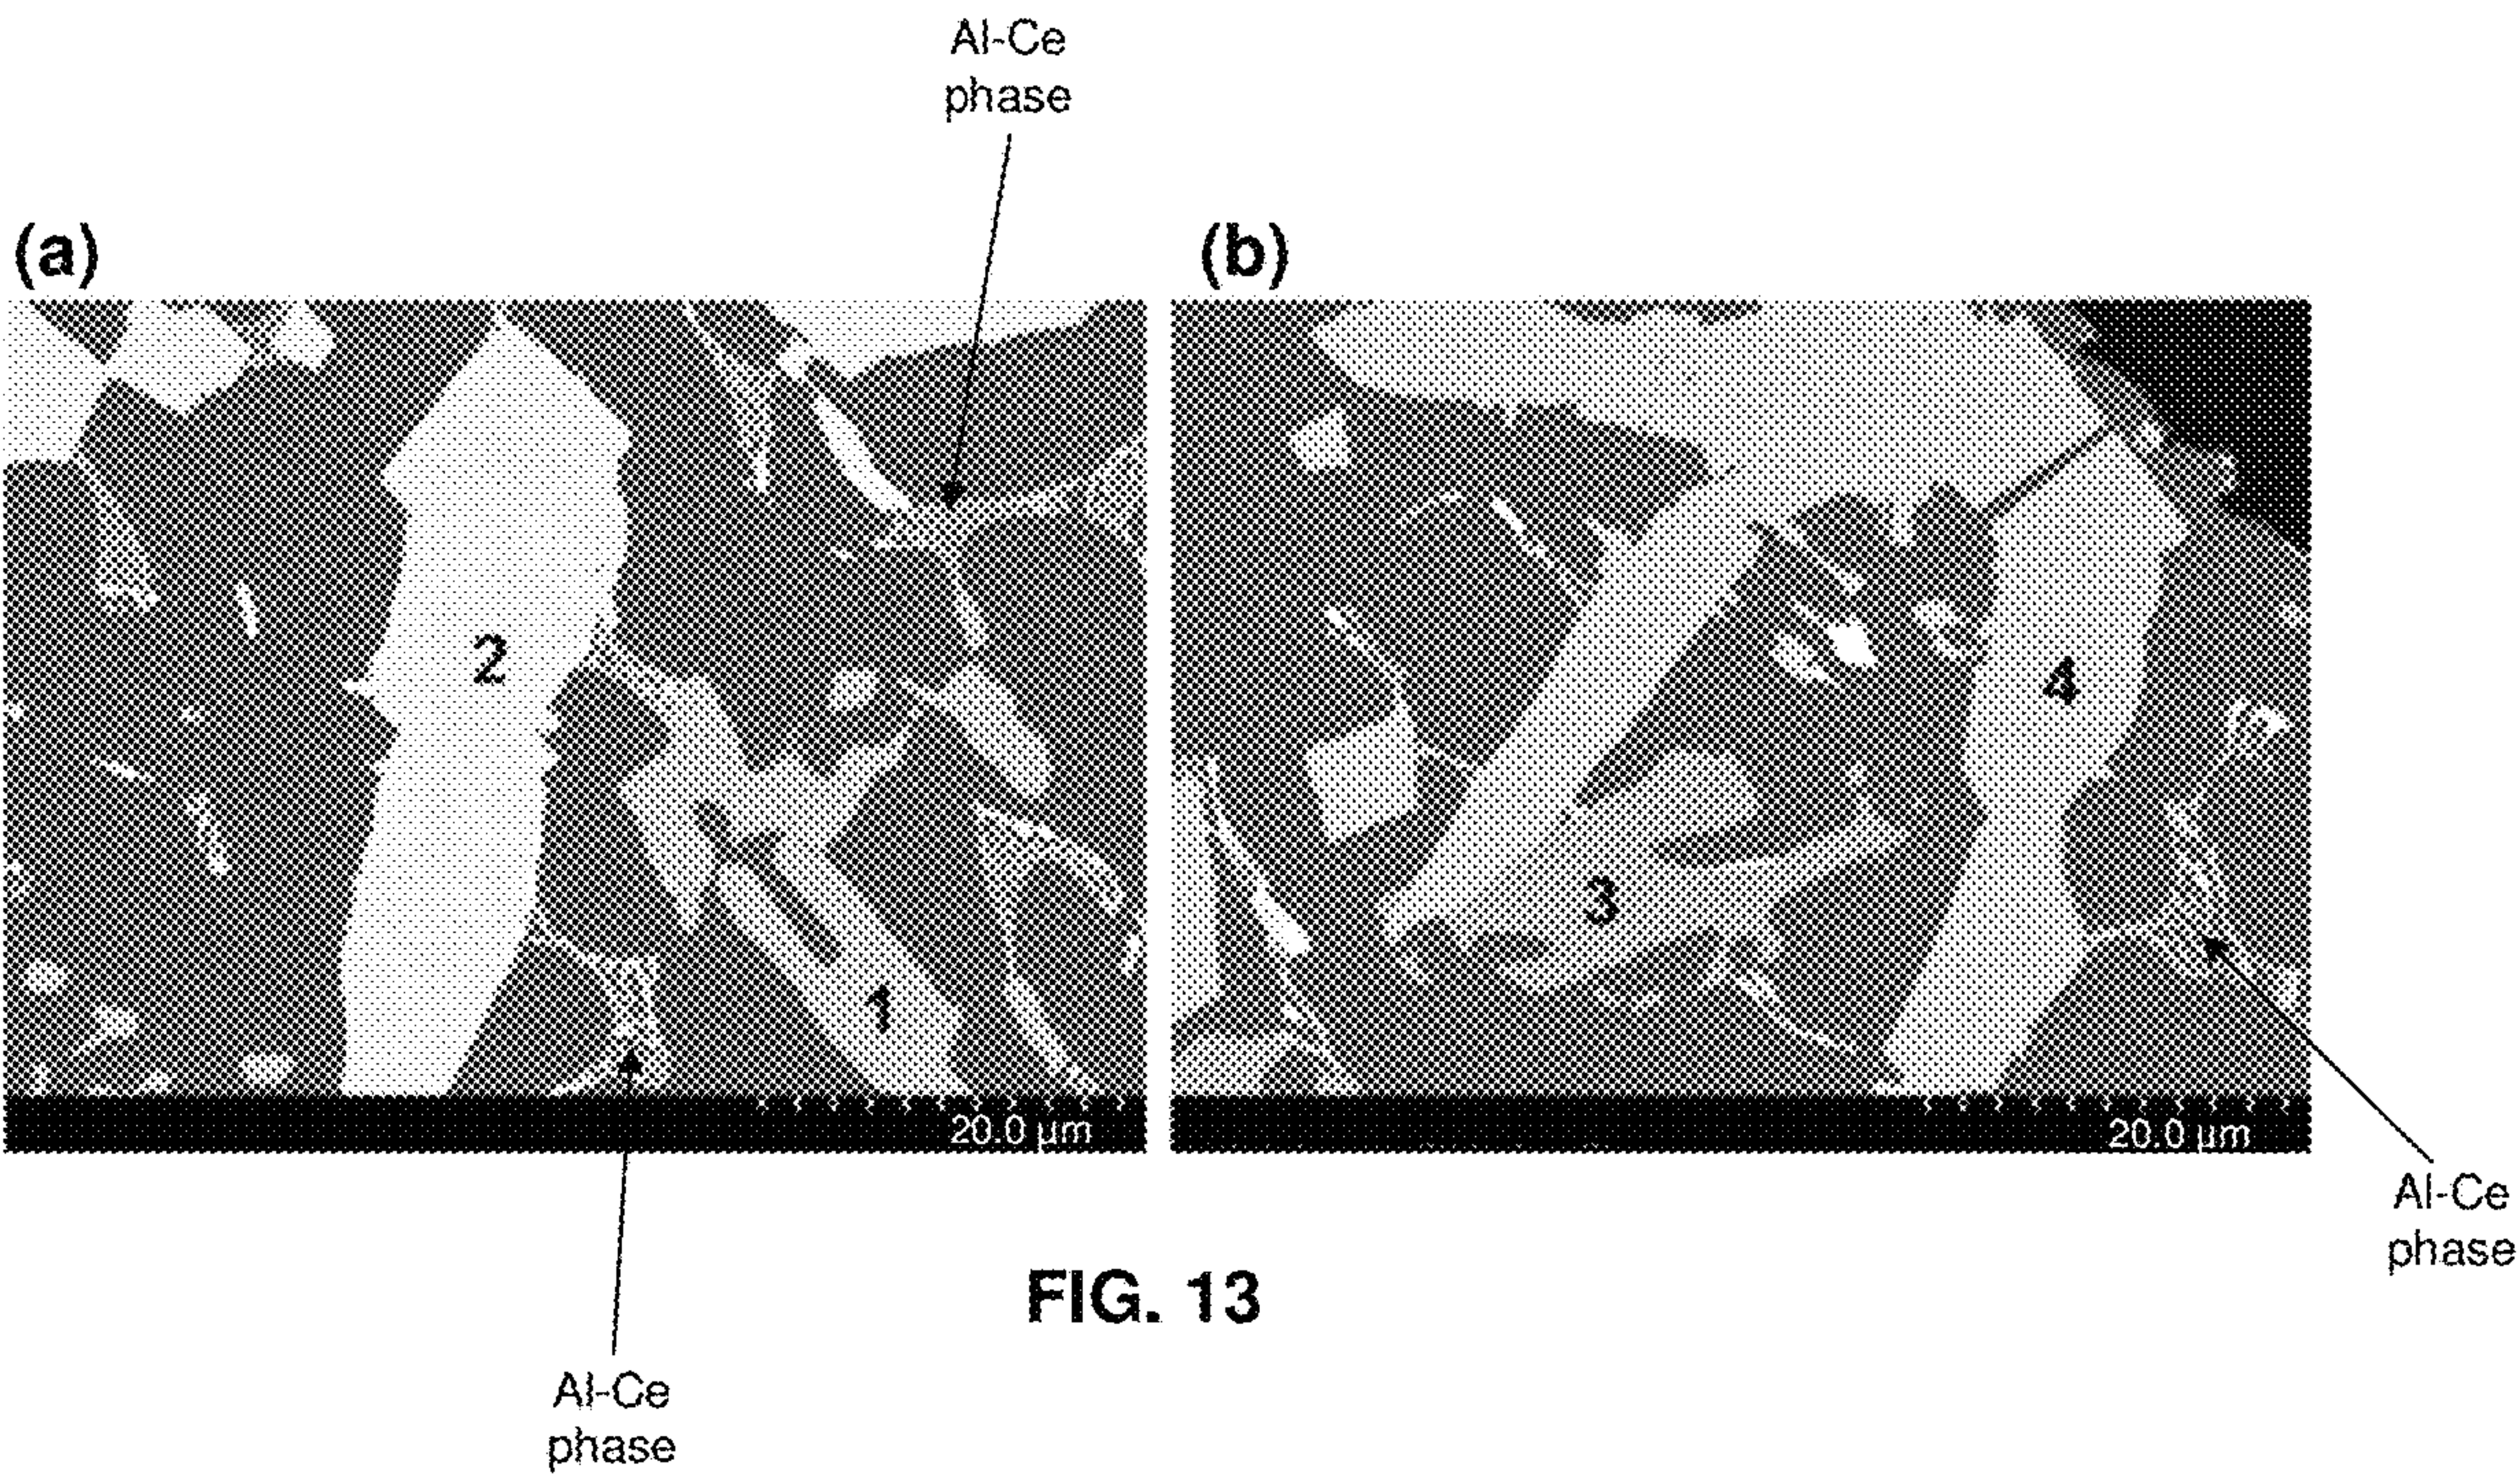 Al-Ce
phase
(a)
(b)
2
1
3
4
20.0 µm
20.0 µm
Al-Ce
phase
FIG. 13
Al-Ce
phase